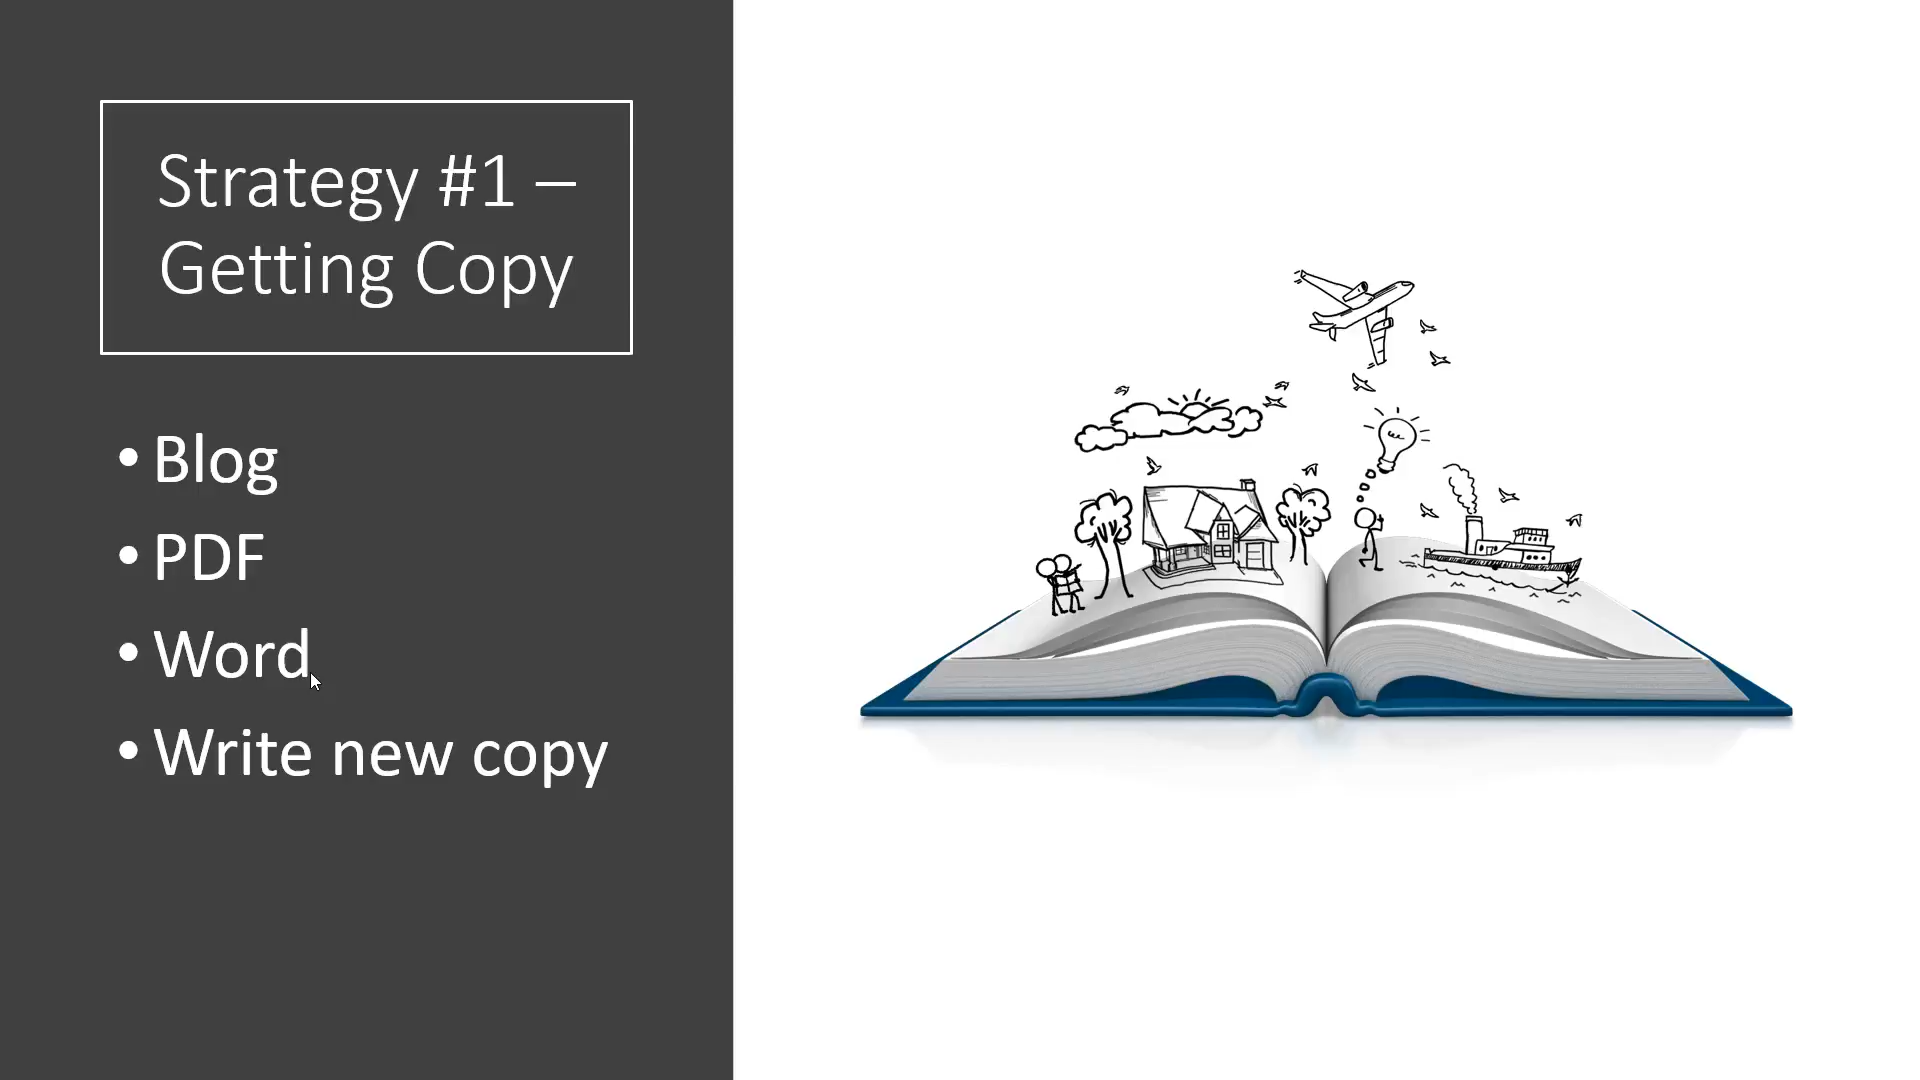 Strategy #1 –
Getting Copy
• Blog
• PDF
• Word
• Write new copy